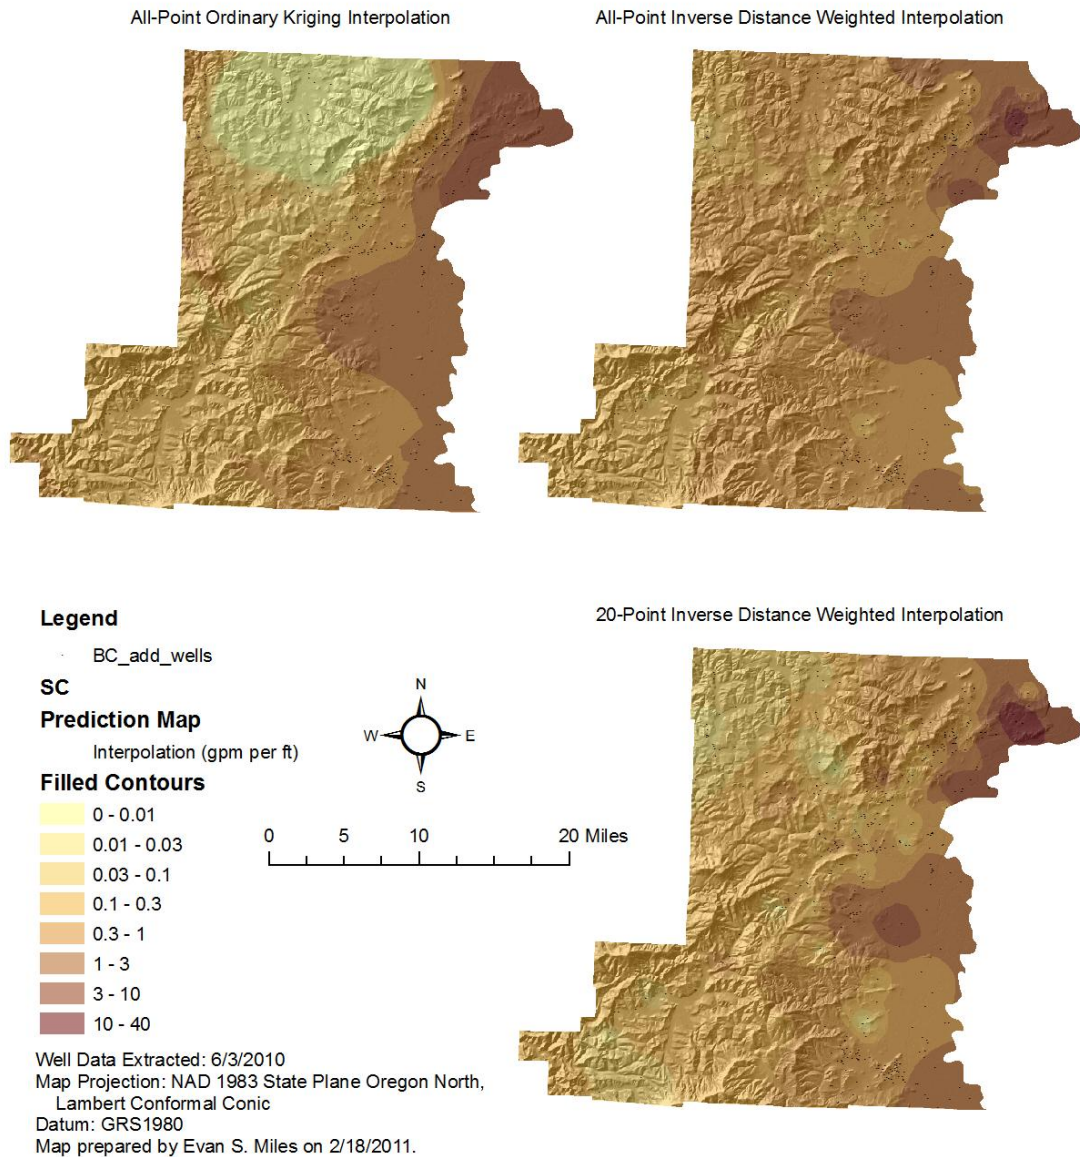 All-Point Ordinary Kriging Interpolation
All-Point Inverse Distance Weighted Interpolation
20-Point Inverse Distance Weighted Interpolation
Legend
BC_add_wells
SC
Prediction Map
Interpolation (gpm per ft)
Filled Contours
0 - 0.01
0.01 - 0.03
0.03 - 0.1
0.1 - 0.3
0.3 - 1
1 - 3
3 - 10
10 - 40
N
W E
S
0 5 10 20 Miles
Well Data Extracted: 6/3/2010
Map Projection: NAD 1983 State Plane Oregon North,
Lambert Conformal Conic
Datum: GRS1980
Map prepared by Evan S. Miles on 2/18/2011.